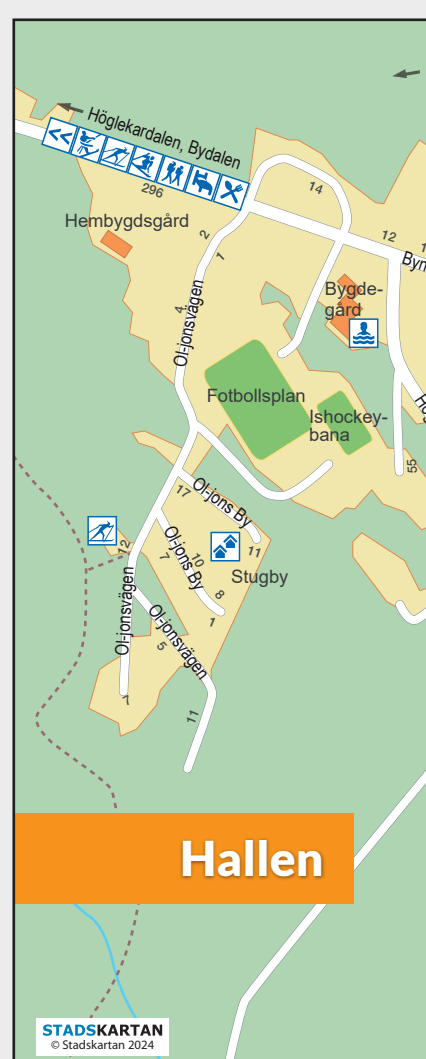 Höglekardalen, Bydalen
296
Hembygdsgård
14
12
2
1
Bygde-
gård
4
Ol-jonsvägen
Fotbollsplan
Ishockey-
bana
55
17
Ol-jons By
11
12
Ol-jons By
10
7
8
1
Stugby
Ol-jonsvägen
Ol-jonsvägen
5
7
11
Hallen
STADSKARTAN
© Stadskartan 2024